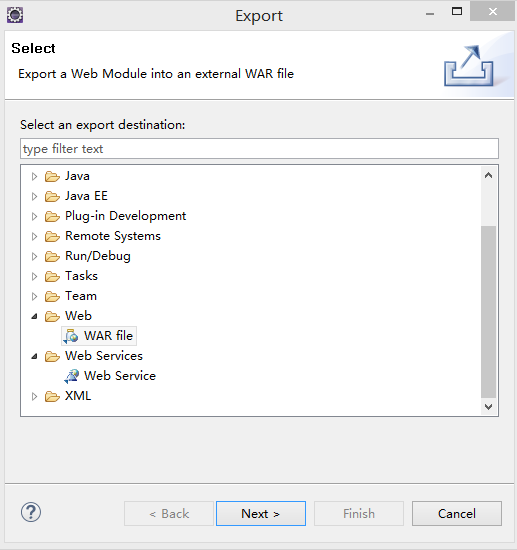 Export
Select
Export a Web Module into an external WAR file
Select an export destination:
type filter text
Java
Java EE
Plug-in Development
Remote Systems
Run/Debug
Tasks
Team
Web
WAR file
Web Services
Web Service
XML
?
< Back
Next >
Finish
Cancel